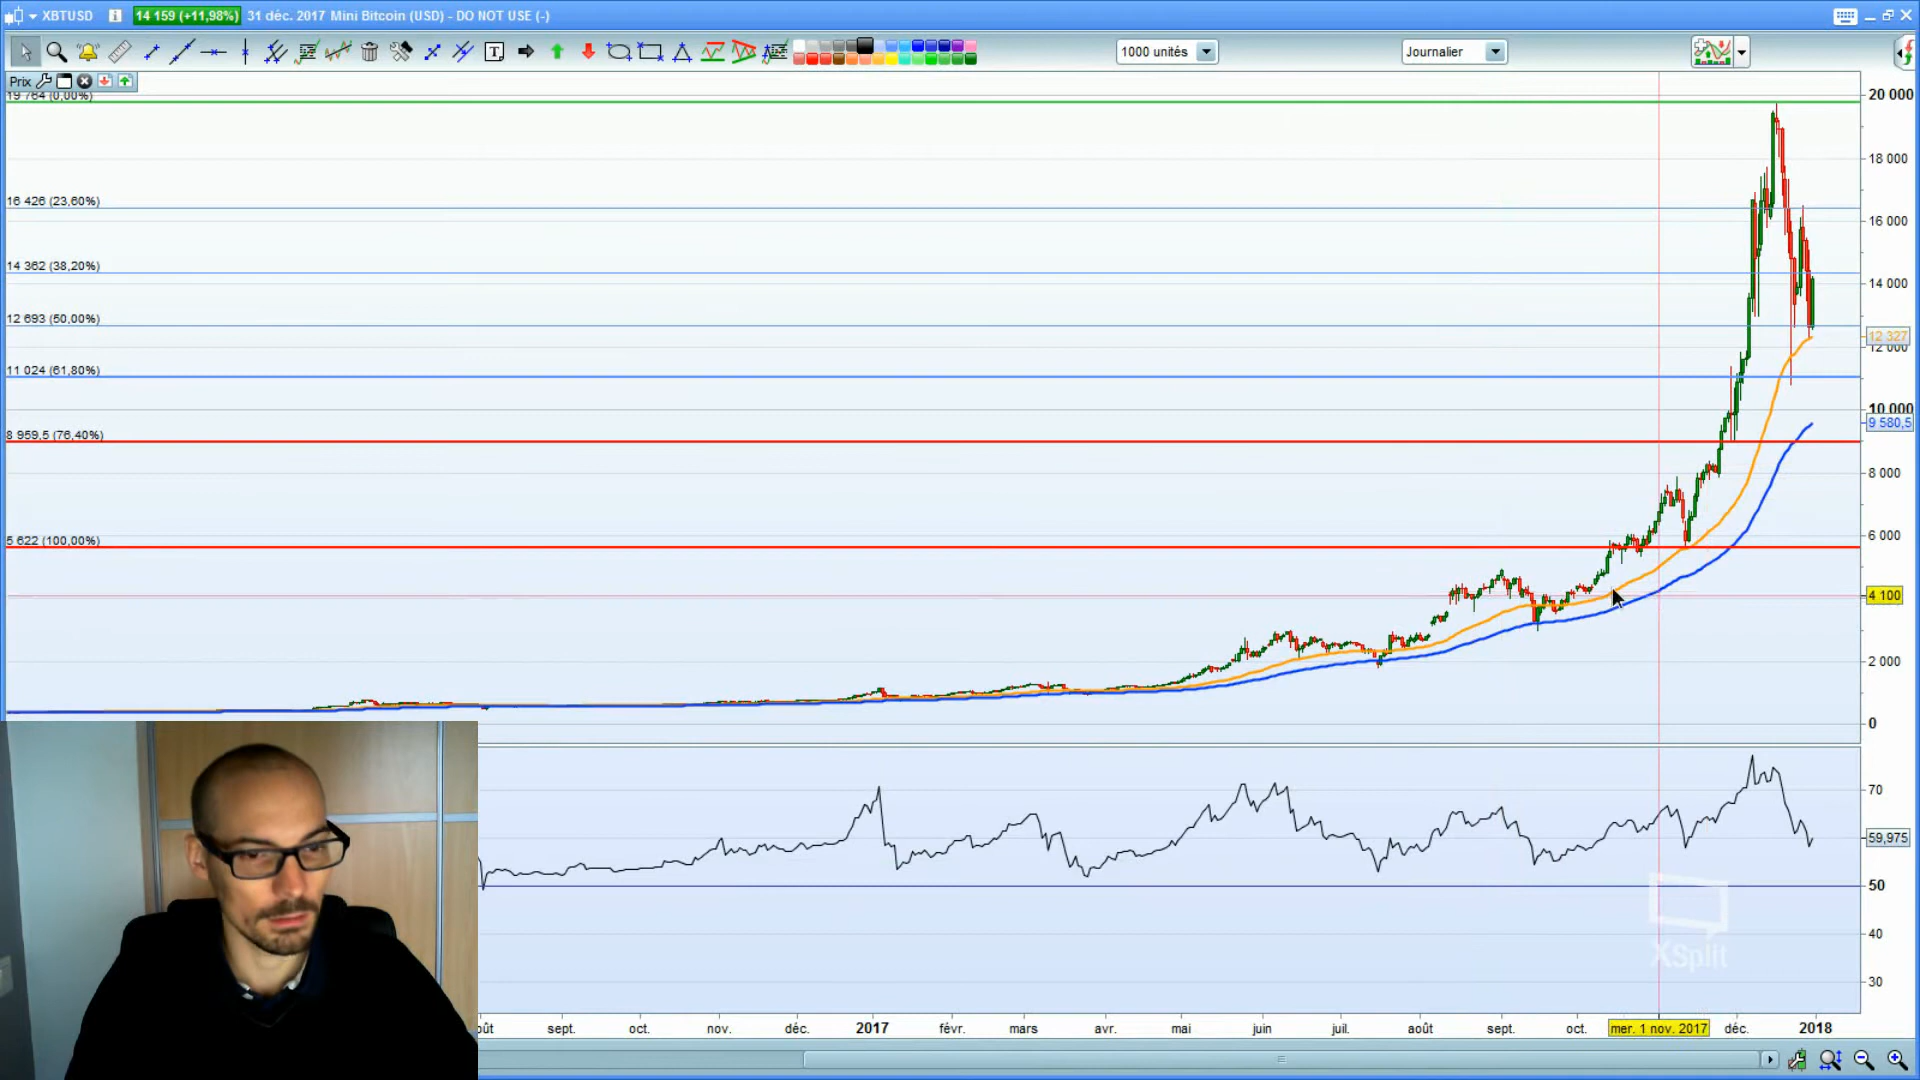 XBTUSD 14 159 (+11,98%) 31 déc. 2017 Mini Bitcoin (USD) - DO NOT USE (-)
T 1000 unités Journalier
Prix
19 764 (0,00%)
20 000
18 000
16 426 (23,60%)
16 000
14 362 (38,20%)
14 000
12 693 (50,00%)
12 327
12 000
11 024 (61,80%)
10 000
9 580,5
8 959,5 (76,40%)
8 000
6 000
5 622 (100,00%)
4 100
2 000
0
70
59,975
50
40
30
XSplit
oût sept. oct. nov. déc. 2017 févr. mars avr. mai juin juil. août sept. oct. mer. 1 nov. 2017 déc. 2018